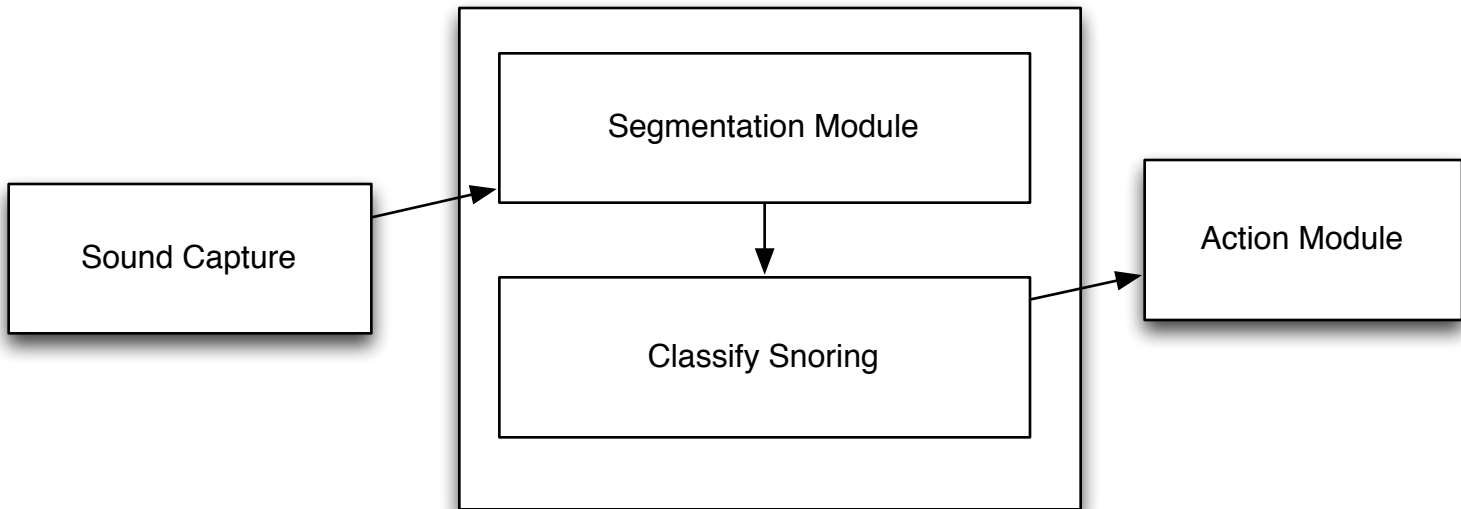 Sound Capture
Segmentation Module
Classify Snoring
Action Module